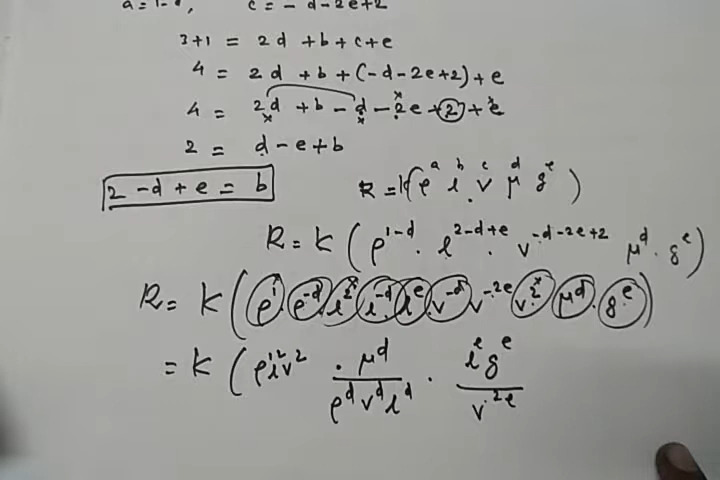 a = 1 - d, c = - d - 2e + 2
3+1 = 2d + b + c + e
4 = 2d + b + (-d - 2e + 2) + e
4 = 2d + b - d - 2e + 2 + e
2 = d - e + b
2 - d + e = b R = K(ρ^a l^b . v^c μ^d g^e)
R = K (ρ^{1-d} . l^{2-d+e} . v^{-d-2e+2} μ^d . g^e)
R = K (ρ^1 . ρ^{-d} . l^2 . l^{-d} . l^e . v^{-d} v^{-2e} v^2 . μ^d . g^e)
= K (ρ l^2 v^2 . μ^d / ρ^d v^d l^d . l^e g^e / v^{2e}